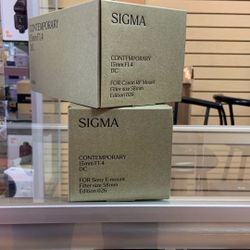 SIGMA
CONTEMPORARY
15mm F1.4
DC
FOR Canon RF Mount
Filter size 58mm
Edition 026
SIGMA
CONTEMPORARY
15mm F1.4
DC
FOR Sony E-mount
Filter size 58mm
Edition 026